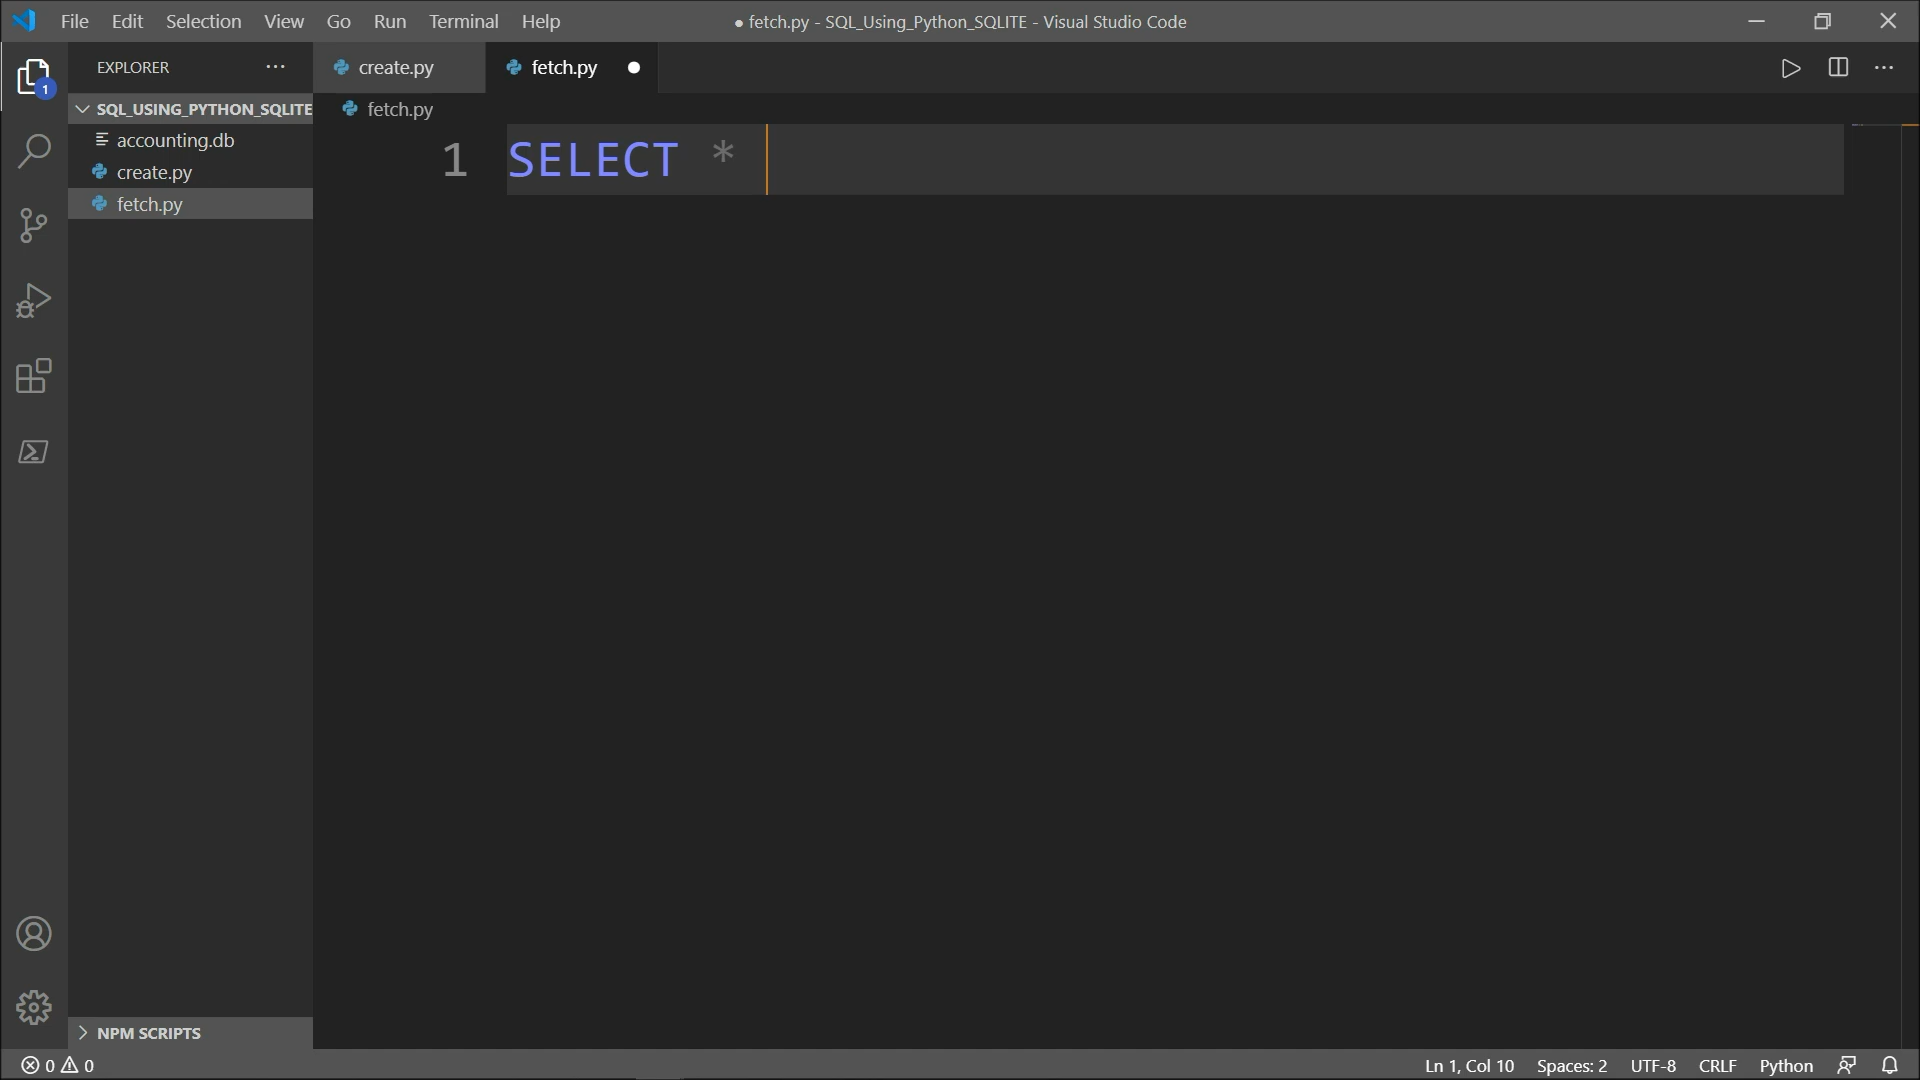 File Edit Selection View Go Run Terminal Help
● fetch.py - SQL_Using_Python_SQLITE - Visual Studio Code
EXPLORER
create.py
fetch.py
1
SQL_USING_PYTHON_SQLITE
fetch.py
accounting.db
create.py
fetch.py
1 SELECT *
NPM SCRIPTS
0 0
Ln 1, Col 10 Spaces: 2 UTF-8 CRLF Python